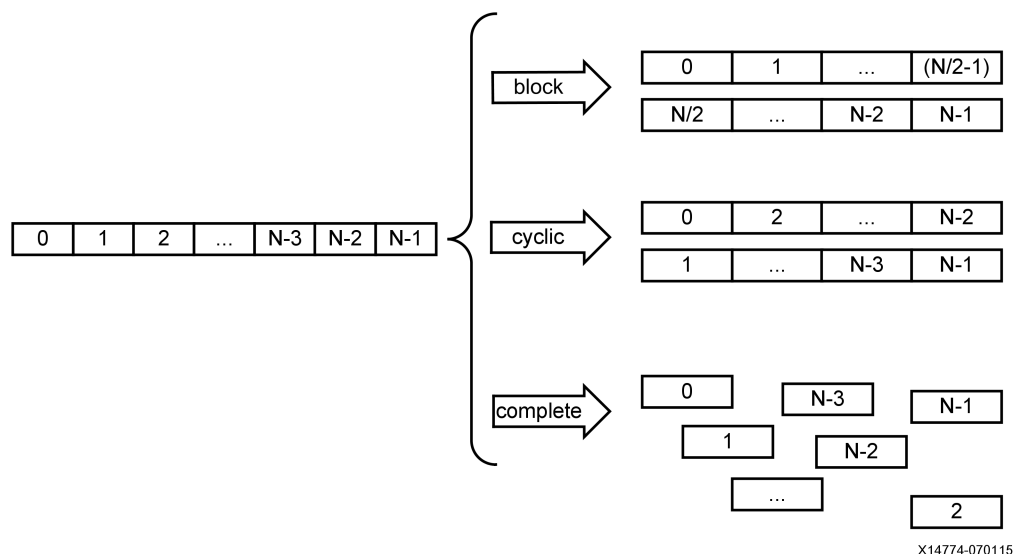 0 1 2 ... N-3 N-2 N-1
block
0 1 ... (N/2-1)
N/2 ... N-2 N-1
cyclic
0 2 ... N-2
1 ... N-3 N-1
complete
0 N-3 N-1
1 N-2
... 2
X14774-070115